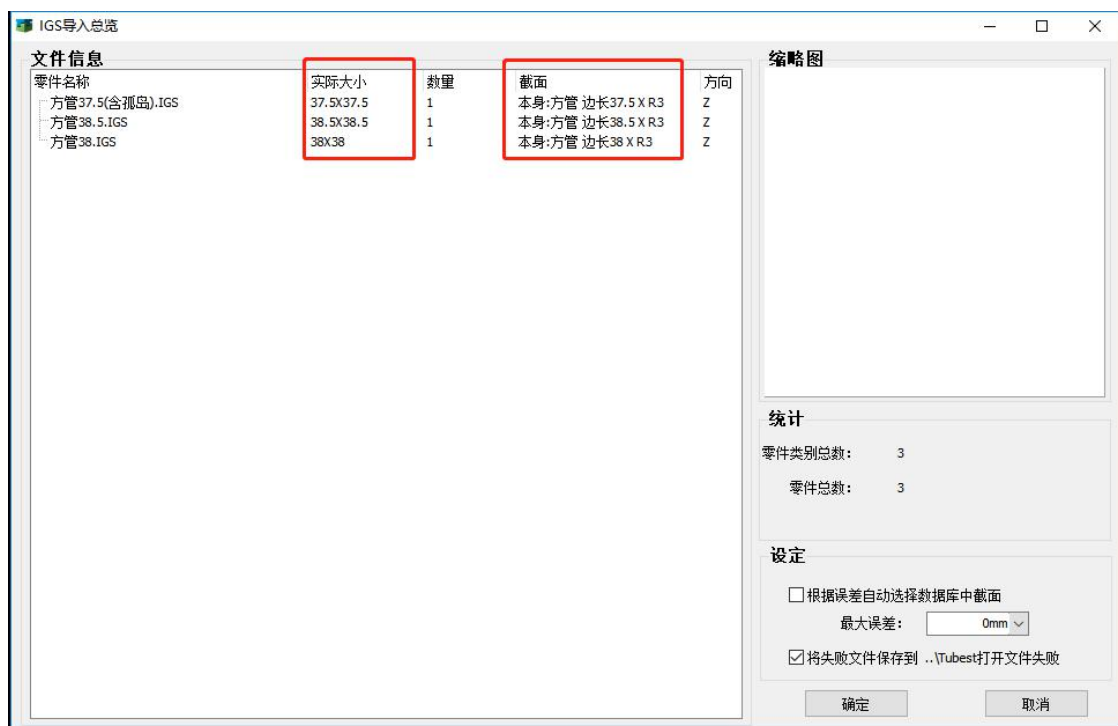 IGS导入总览
文件信息
零件名称 实际大小 数量 截面 方向
方管37.5(含孤岛).IGS 37.5X37.5 1 本身:方管 边长37.5 X R3 Z
方管38.5.IGS 38.5X38.5 1 本身:方管 边长38.5 X R3 Z
方管38.IGS 38X38 1 本身:方管 边长38 X R3 Z
缩略图
统计
零件类别总数： 3
零件总数： 3
设定
根据误差自动选择数据库中截面
最大误差： 0mm
将失败文件保存到 ..\Tubest打开文件失败
确定 取消